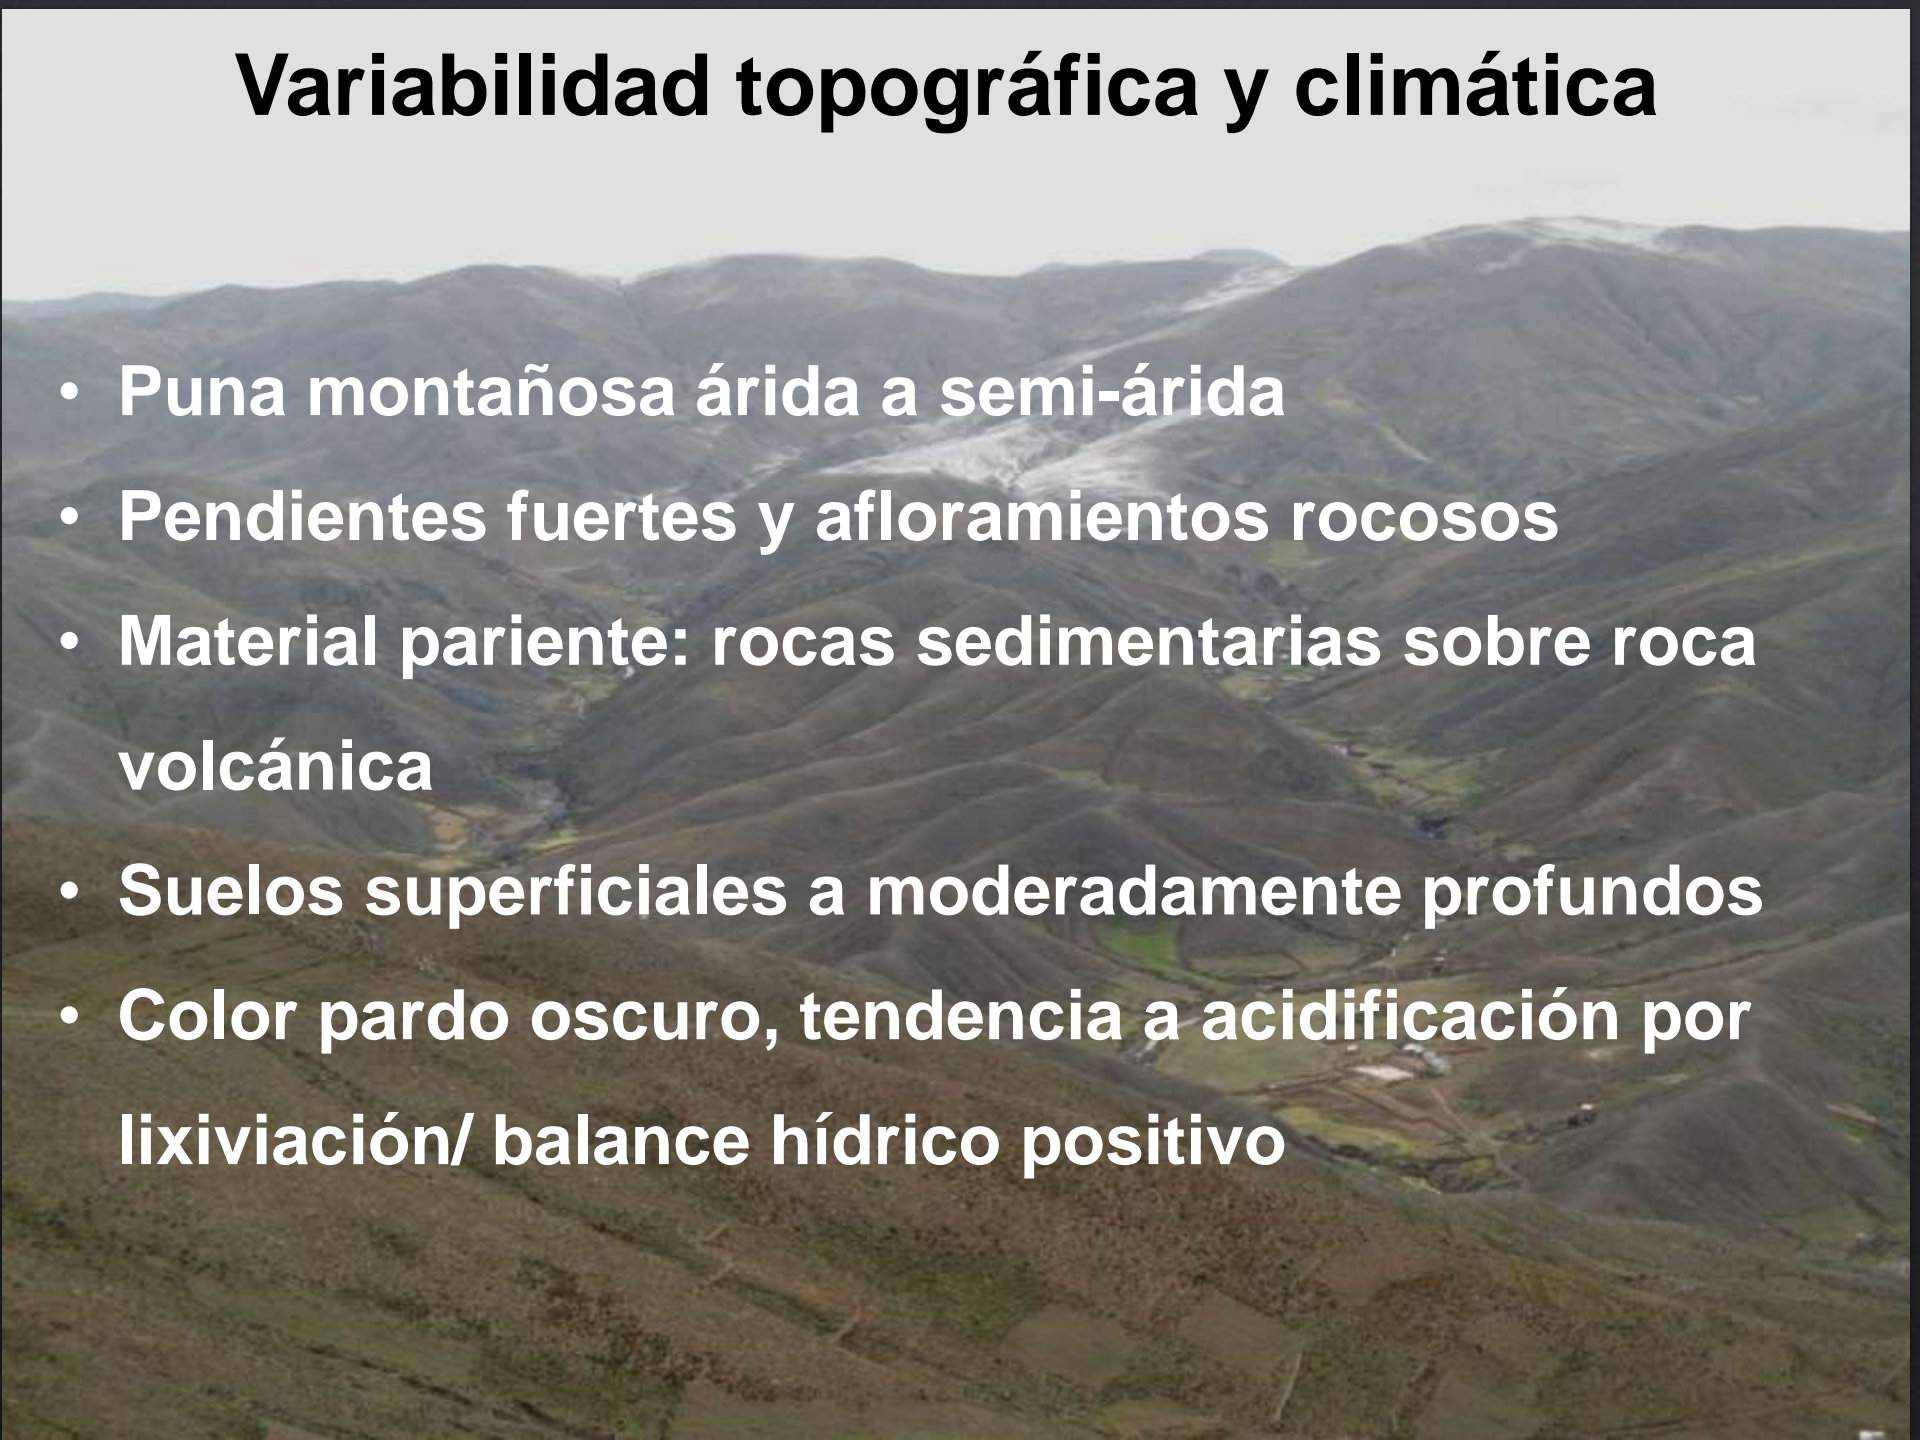 Variabilidad topográfica y climática
• Puna montañosa árida a semi-árida
• Pendientes fuertes y afloramientos rocosos
• Material pariente: rocas sedimentarias sobre roca
volcánica
• Suelos superficiales a moderadamente profundos
• Color pardo oscuro, tendencia a acidificación por
lixiviación/ balance hídrico positivo